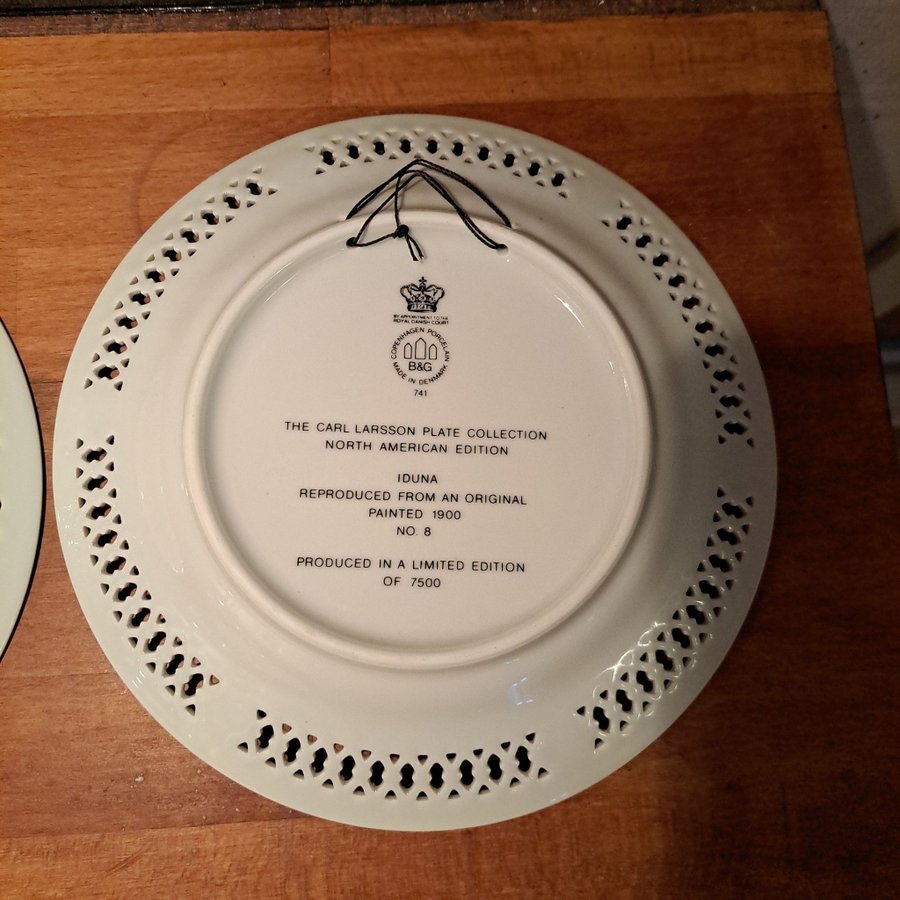 BY APPOINTMENT TO THE
ROYAL DANISH COURT
COPENHAGEN PORCELAIN
B&G
MADE IN DENMARK
741
THE CARL LARSSON PLATE COLLECTION
NORTH AMERICAN EDITION
IDUNA
REPRODUCED FROM AN ORIGINAL
PAINTED 1900
NO. 8
PRODUCED IN A LIMITED EDITION
OF 7500